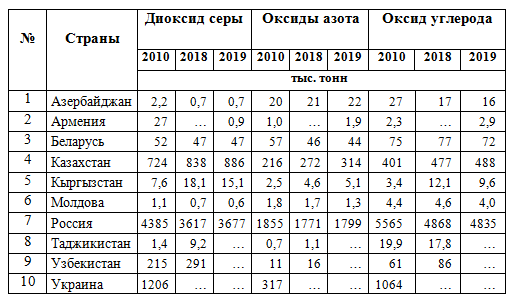 № Страны Диоксид серы Оксиды азота Оксид углерода
2010 2018 2019 2010 2018 2019 2010 2018 2019
тыс. тонн
1 Азербайджан 2,2 0,7 0,7 20 21 22 27 17 16
2 Армения 27 ... 0,9 1,0 ... 1,9 2,3 ... 2,9
3 Беларусь 52 47 47 57 46 44 75 77 72
4 Казахстан 724 838 886 216 272 314 401 477 488
5 Кыргызстан 7,6 18,1 15,1 2,5 4,6 5,1 3,4 12,1 9,6
6 Молдова 1,1 0,7 0,6 1,8 1,7 1,3 4,4 4,6 4,0
7 Россия 4385 3617 3677 1855 1771 1799 5565 4868 4835
8 Таджикистан 1,4 9,2 ... 0,7 1,1 ... 19,9 17,8 ...
9 Узбекистан 215 291 ... 11 16 ... 61 86 ...
10 Украина 1206 ... ... 317 ... ... 1064 ... ...